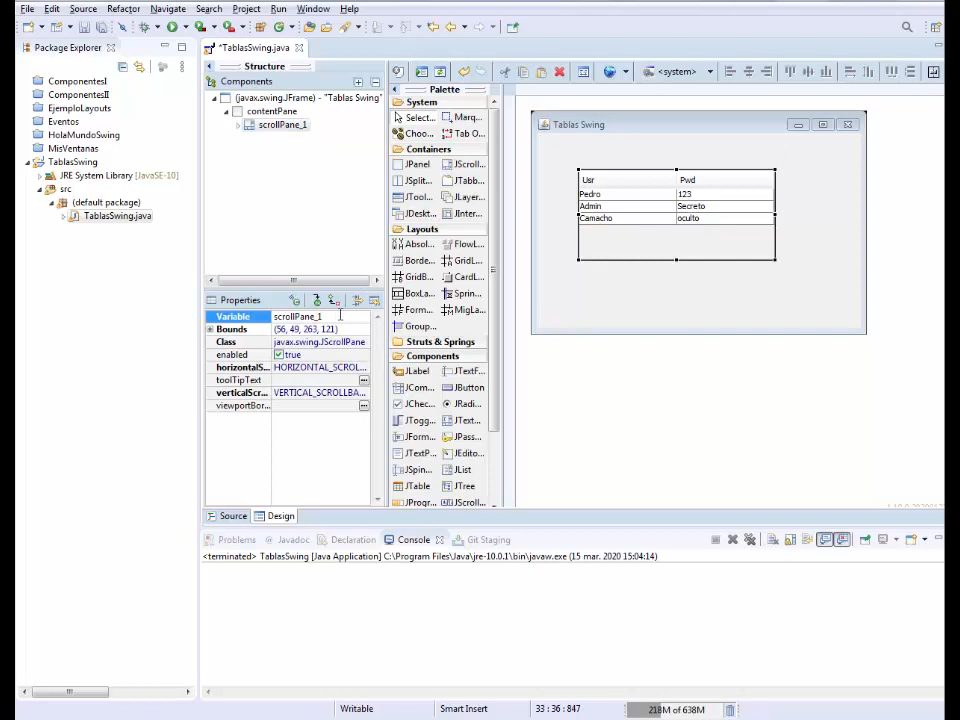 File Edit Source Refactor Navigate Search Project Run Window Help
Package Explorer
*TablasSwing.java
Structure
Components
(javax.swing.JFrame) - "Tablas Swing"
contentPane
scrollPane_1
ComponentesI
ComponentesII
EjemploLayouts
Eventos
HolaMundoSwing
MisVentanas
TablasSwing
JRE System Library [JavaSE-10]
src
(default package)
TablasSwing.java
Properties
Variable scrollPane_1
Bounds (56, 49, 263, 121)
Class javax.swing.JScrollPane
enabled true
horizontalS... HORIZONTAL_SCROL...
toolTipText
verticalScr... VERTICAL_SCROLLBA...
viewportBor...
<system>
Palette
System
Select... Marq...
Choo... Tab O...
Containers
JPanel JScroll...
JSplit... JTabb...
JTool... JLayer...
JDeskt... JInter...
Layouts
Absol... FlowL...
Borde... GridL...
GridB... CardL...
BoxLa... Sprin...
Form... MigLa...
Group...
Struts & Springs
Components
JLabel JTextF...
JCom... JButton
JChec... JRadi...
JTogg... JText...
JForm... JPass...
JTextP... JEdito...
JSpin... JList
JTable JTree
JProgr... JScroll...
Tablas Swing
Usr Pwd
Pedro 123
Admin Secreto
Camacho oculto
Source Design
Problems Javadoc Declaration Console Git Staging
<terminated> TablasSwing [Java Application] C:\Program Files\Java\jre-10.0.1\bin\javaw.exe (15 mar. 2020 15:04:14)
Writable Smart Insert 33 : 36 : 847 218M of 638M